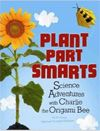 PLANT
PART
SMARTS
Science
Adventures
with Charlie
the Origami Bee